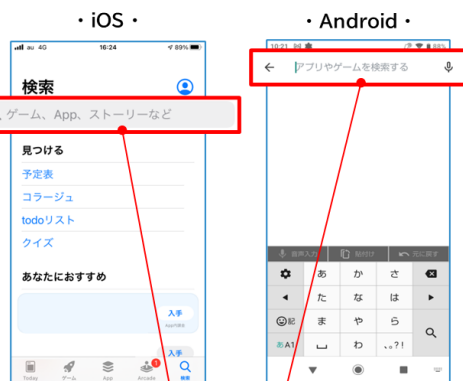 ・iOS・
・Android・
au 4G 16:24 89%
検索
ゲーム、App、ストーリーなど
見つける
予定表
コラージュ
todoリスト
クイズ
あなたにおすすめ
入手
入手
Today ゲーム App Arcade 検索
10:21 88%
アプリやゲームを検索する
音声入力 貼付け 元に戻す
あ か さ
た な は
記 ま や ら
あA1 わ 、。?!